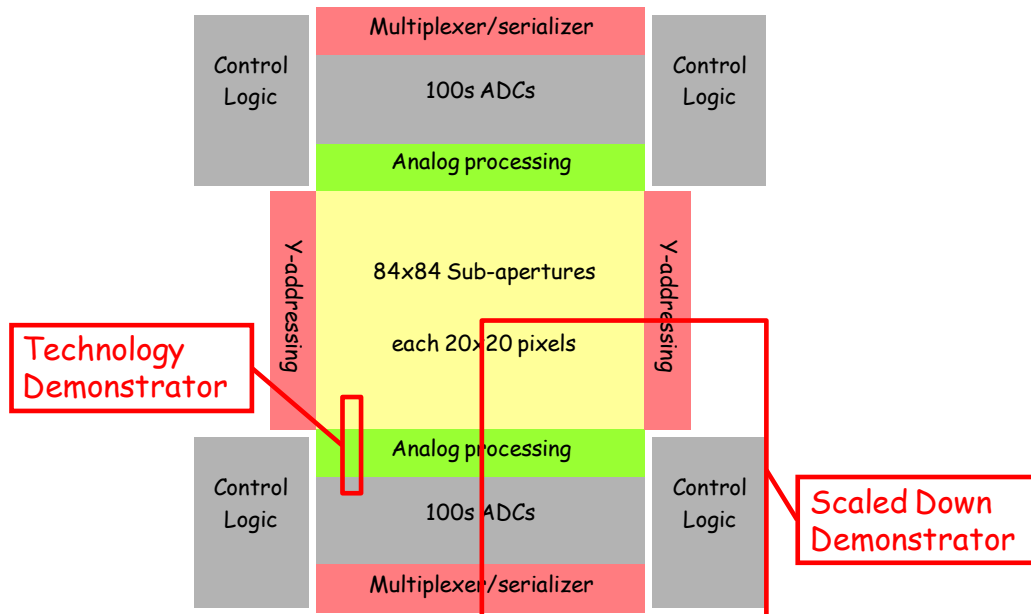 Multiplexer/serializer
Control
Logic
100s ADCs
Control
Logic
Analog processing
Y-addressing
84x84 Sub-apertures
each 20x20 pixels
Y-addressing
Technology
Demonstrator
Analog processing
Control
Logic
100s ADCs
Control
Logic
Scaled Down
Demonstrator
Multiplexer/serializer